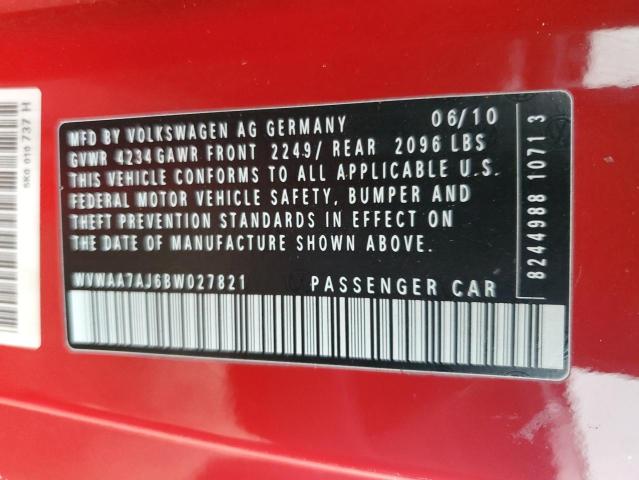 MFD BY VOLKSWAGEN AG GERMANY 06/10
GVWR 4234 GAWR FRONT 2249/ REAR 2096 LBS
THIS VEHICLE CONFORMS TO ALL APPLICABLE U.S.
FEDERAL MOTOR VEHICLE SAFETY, BUMPER AND
THEFT PREVENTION STANDARDS IN EFFECT ON
THE DATE OF MANUFACTURE SHOWN ABOVE.
WVWAA7AJ6BW027821 PASSENGER CAR
8244988 1071 3
5K0 010 737 H